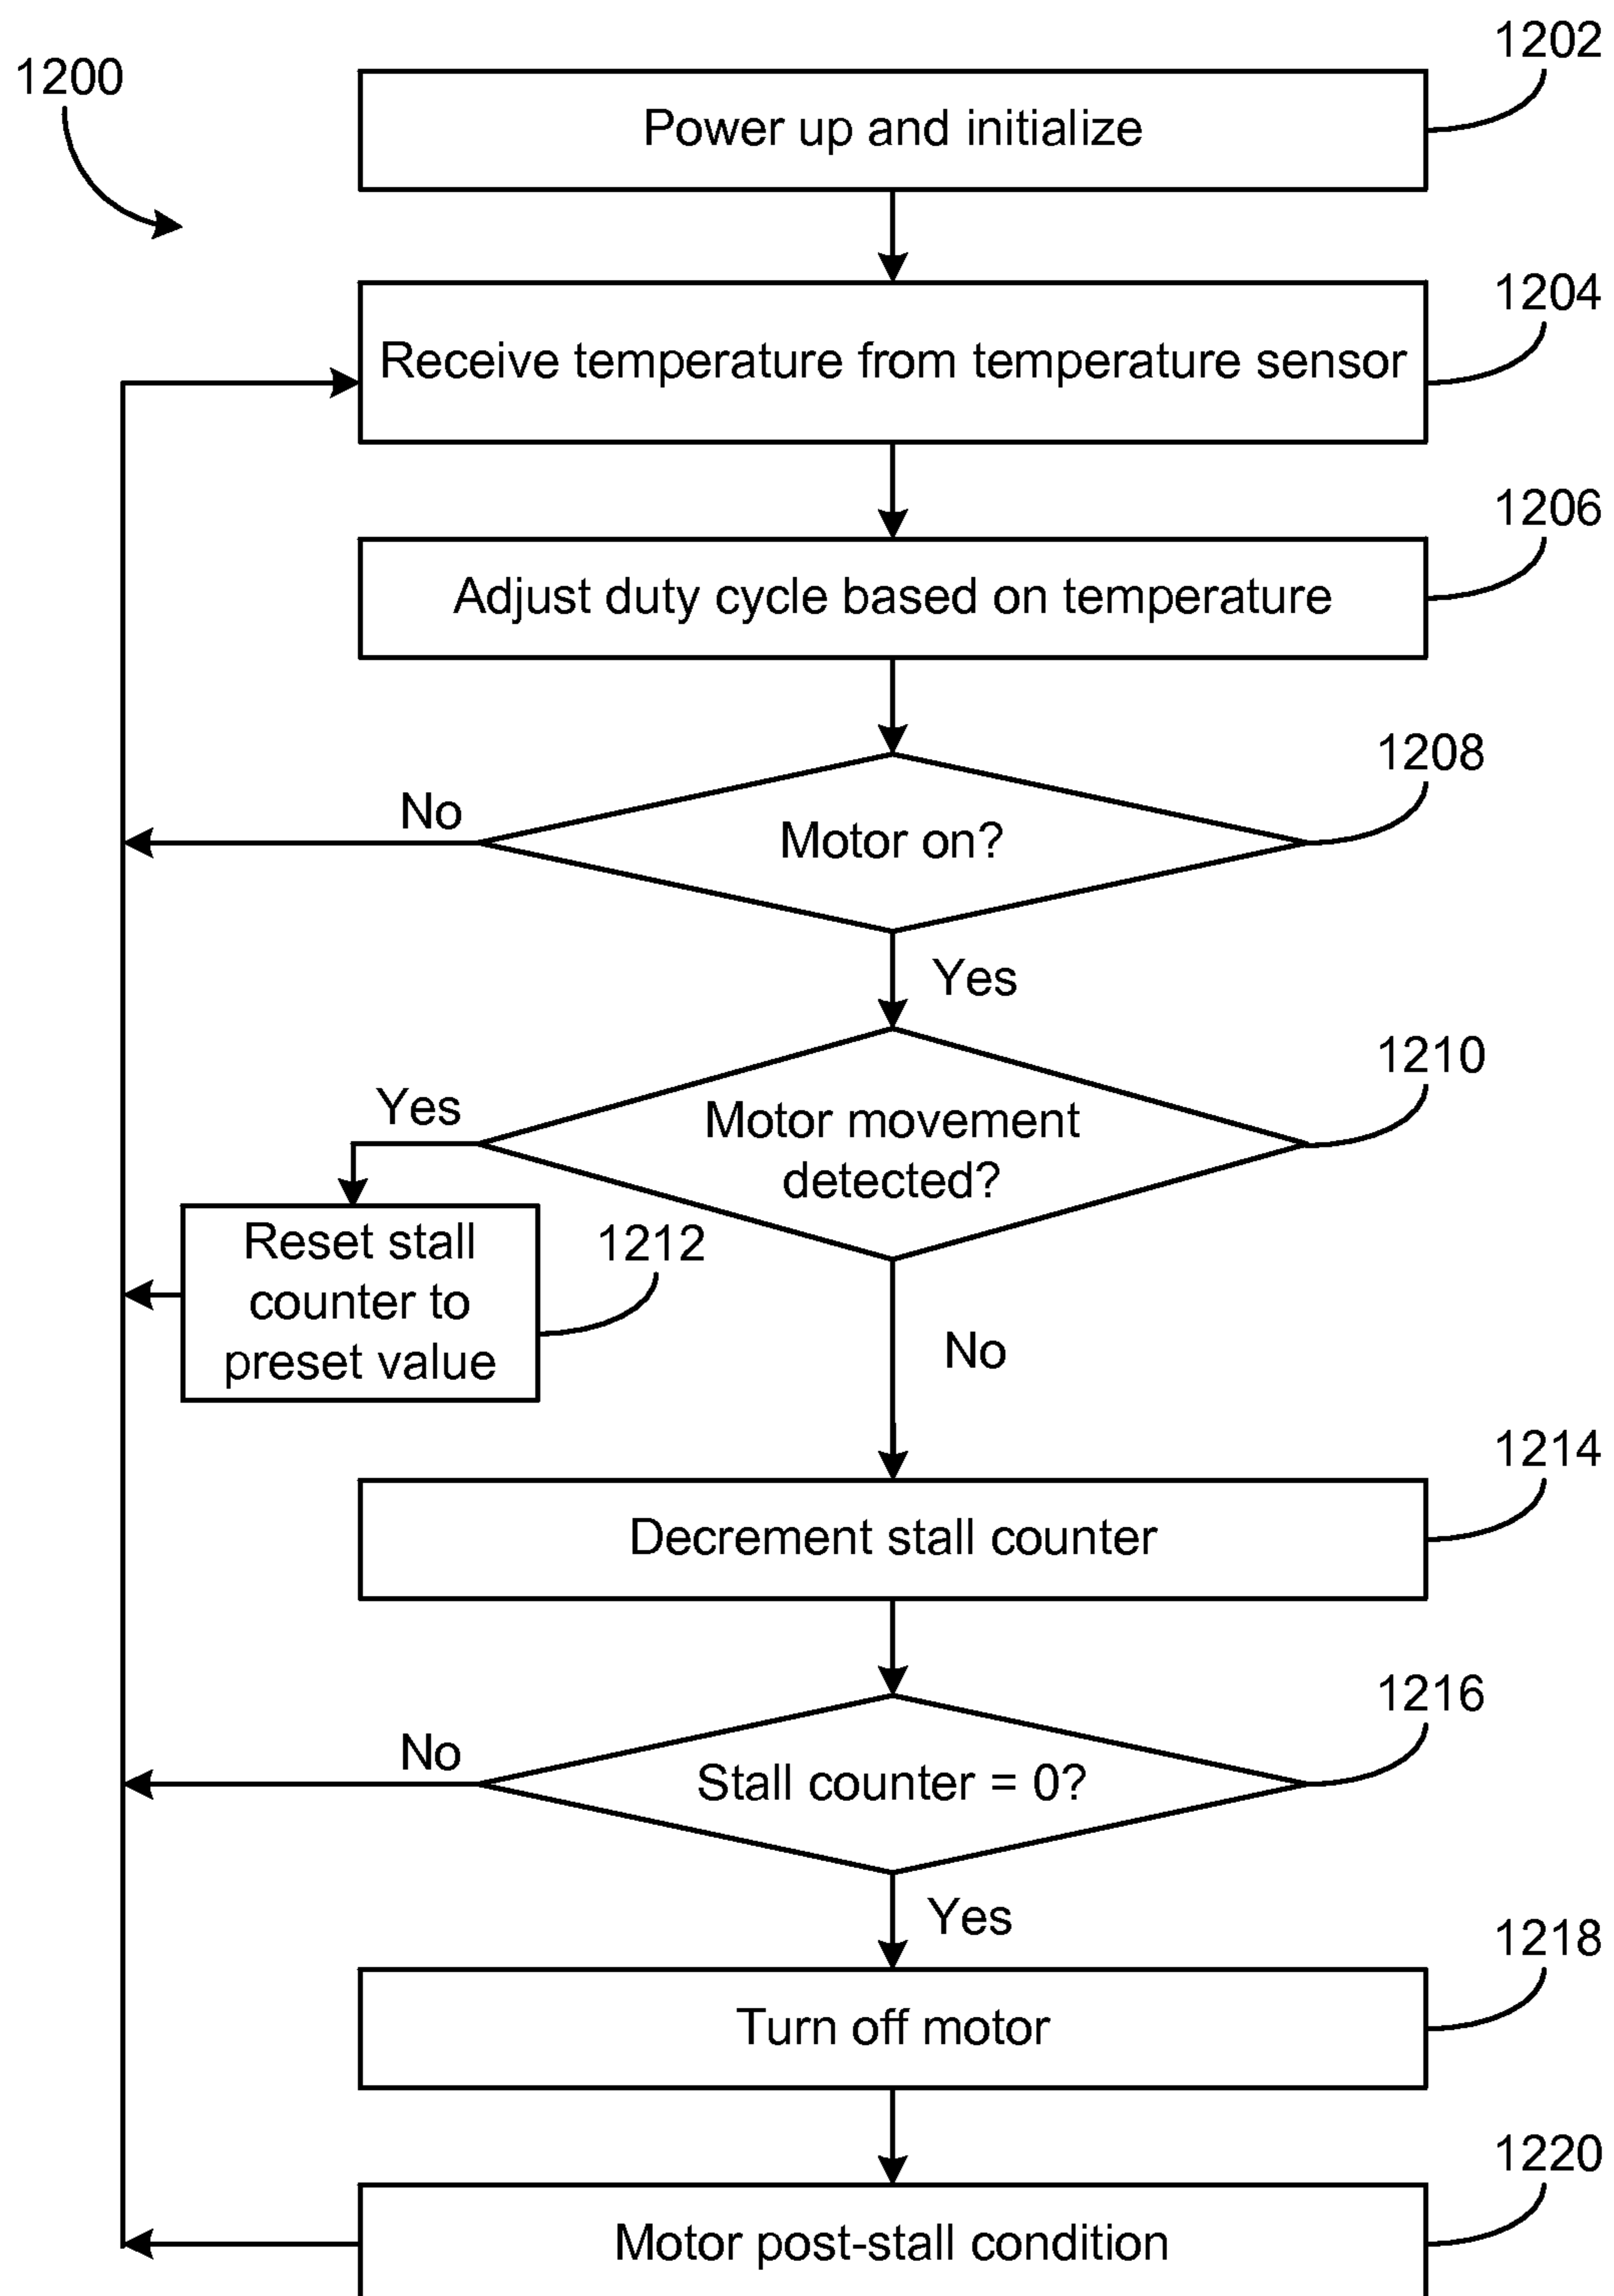 1200
1202
Power up and initialize
1204
Receive temperature from temperature sensor
1206
Adjust duty cycle based on temperature
1208
No
Motor on?
Yes
1210
Yes
Motor movement
detected?
1212
Reset stall
counter to
preset value
No
1214
Decrement stall counter
1216
No
Stall counter = 0?
Yes
1218
Turn off motor
1220
Motor post-stall condition